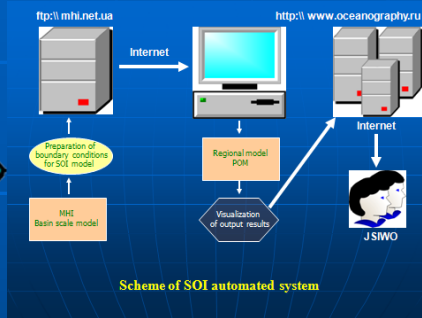 ftp:\\ mhi.net.ua
http:\\ www.oceanography.ru
Internet
Preparation of
boundary conditions
for SOI model
Regional model
POM
Internet
MHI
Basin scale model
Visualization
of output results
JSIWO
Scheme of SOI automated system